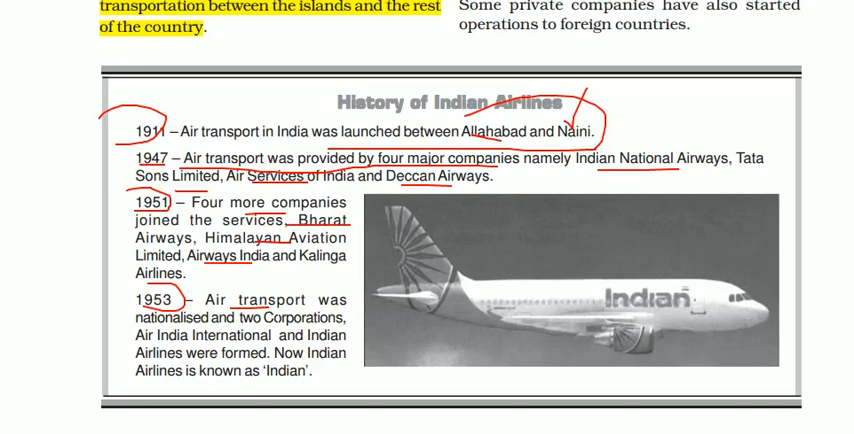 transportation between the islands and the rest
of the country.
Some private companies have also started
operations to foreign countries.
History of Indian Airlines
1911 – Air transport in India was launched between Allahabad and Naini.
1947 – Air transport was provided by four major companies namely Indian National Airways, Tata
Sons Limited, Air Services of India and Deccan Airways.
1951 – Four more companies
joined the services, Bharat
Airways, Himalayan Aviation
Limited, Airways India and Kalinga
Airlines.
1953 – Air transport was
nationalised and two Corporations,
Air India International and Indian
Airlines were formed. Now Indian
Airlines is known as ‘Indian’.
Indian